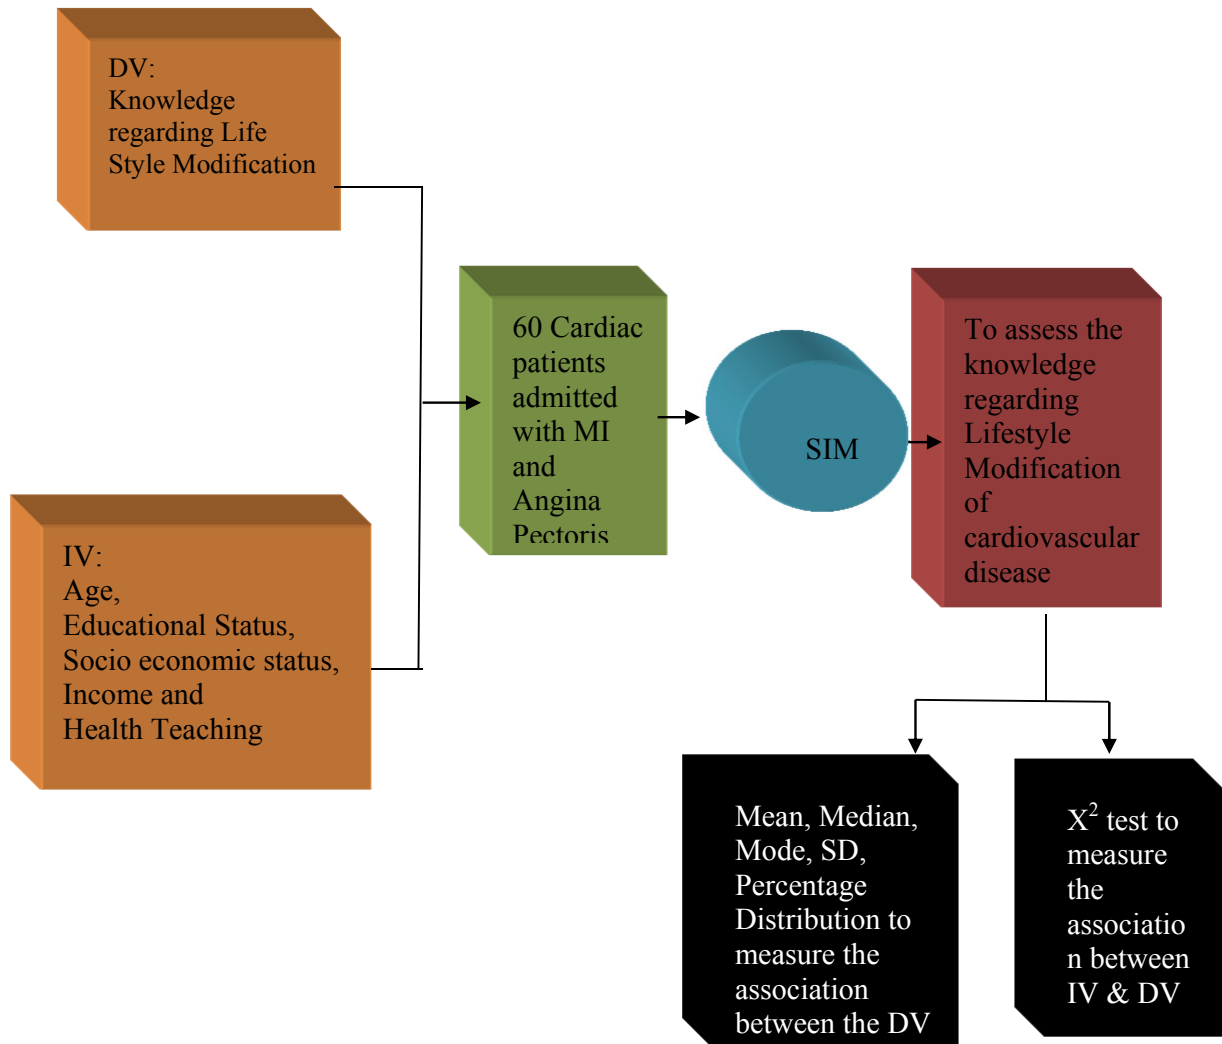 DV:
Knowledge
regarding Life
Style Modification
IV:
Age,
Educational Status,
Socio economic status,
Income and
Health Teaching
60 Cardiac
patients
admitted
with MI
and
Angina
Pectoris
SIM
To assess the
knowledge
regarding
Lifestyle
Modification
of
cardiovascular
disease
Mean, Median,
Mode, SD,
Percentage
Distribution to
measure the
association
between the DV
X² test to
measure
the
associatio
n between
IV & DV